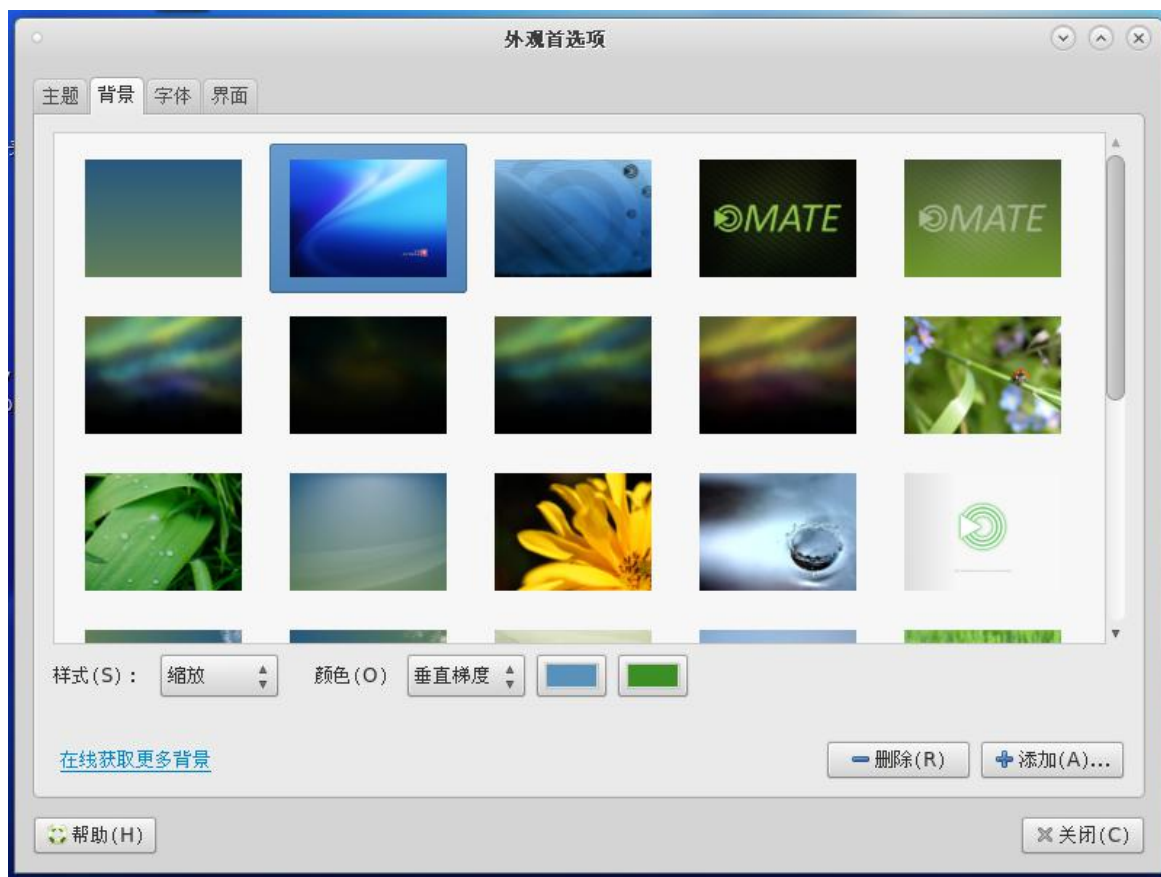 外观首选项
主题 背景 字体 界面
MATE MATE
样式(S)： 缩放 颜色(O) 垂直梯度
在线获取更多背景 删除(R) 添加(A)...
帮助(H) 关闭(C)